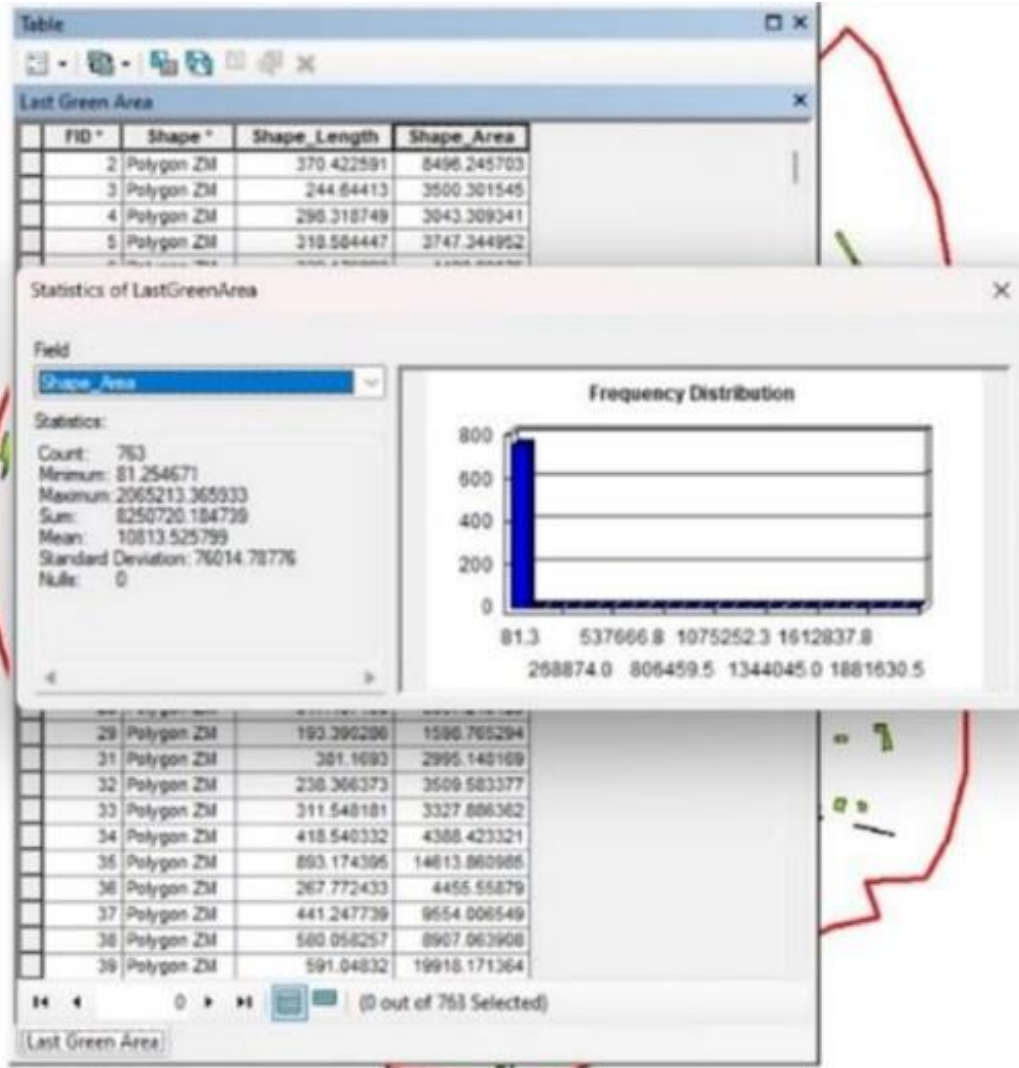 Table
Last Green Area
FID * Shape * Shape_Length Shape_Area
2 Polygon ZM 370.422591 8496.245703
3 Polygon ZM 244.64413 3500.301545
4 Polygon ZM 298.318749 3043.309341
5 Polygon ZM 318.584447 3747.344952
Statistics of LastGreenArea
Field
Shape_Area
Statistics:
Count: 763
Minimum: 81.254671
Maximum: 2065213.365933
Sum: 8250720.184739
Mean: 10813.525799
Standard Deviation: 76014.78776
Nulls: 0
Frequency Distribution
800
600
400
200
0
81.3 537666.8 1075252.3 1612837.8
268874.0 806459.5 1344045.0 1881630.5
29 Polygon ZM 193.390286 1598.765294
31 Polygon ZM 381.1693 2995.148169
32 Polygon ZM 238.366373 3509.583377
33 Polygon ZM 311.548181 3327.886362
34 Polygon ZM 418.540332 4388.423321
35 Polygon ZM 893.174395 14613.860985
36 Polygon ZM 267.772433 4455.55879
37 Polygon ZM 441.247739 9554.006549
38 Polygon ZM 580.058257 8907.063908
39 Polygon ZM 591.04832 19918.171364
0 (0 out of 763 Selected)
Last Green Area